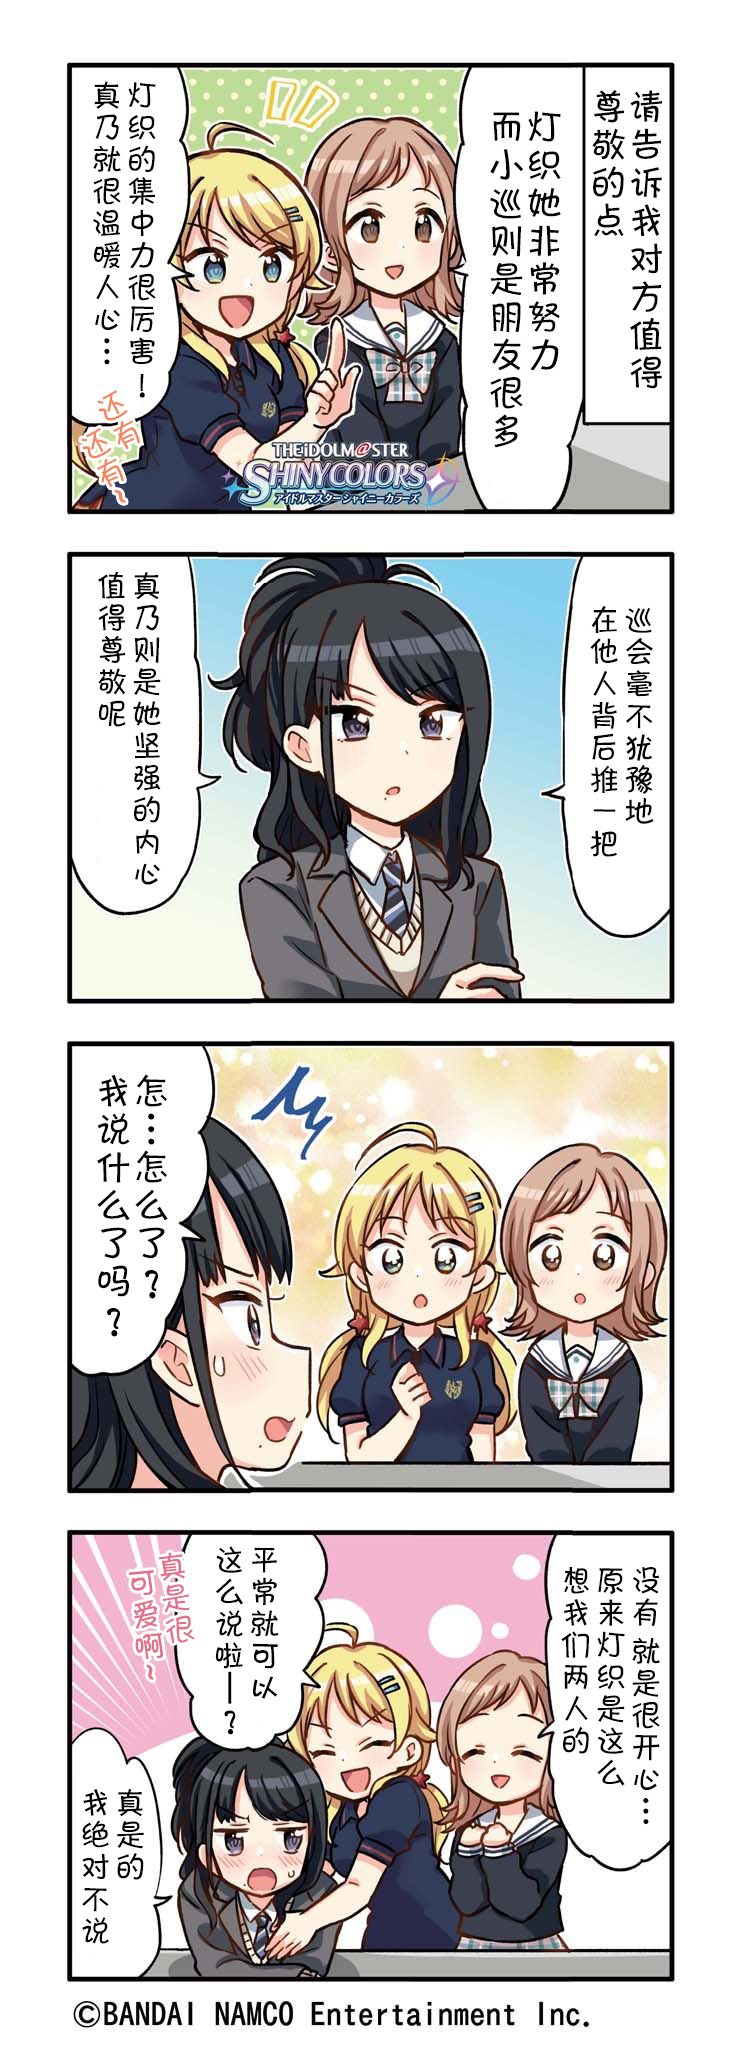 请告诉我对方值得
尊敬的点
灯织她非常努力
而小巡则是朋友很多
灯织的集中力很厉害！
真乃就很温暖人心…
还有
还有~
THE iDOLM@STER
SHINY COLORS
アイドルマスター シャイニーカラーズ
巡会毫不犹豫地
在他人背后推一把
真乃则是她坚强的内心
值得尊敬呢
怎…怎么了？
我说什么了吗？
没有就是很开心…
原来灯织是这么
想我们两人的
平常就可以
这么说啦ー？
真是很
可爱啊~
真是的
我绝对不说
©BANDAI NAMCO Entertainment Inc.